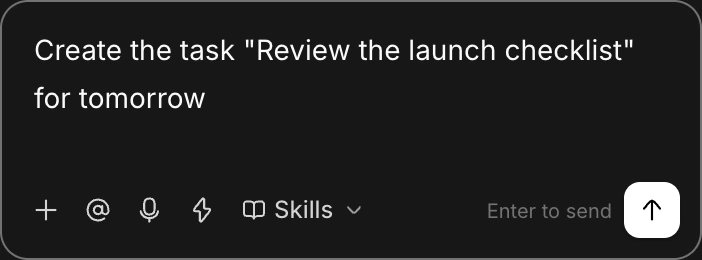 Create the task "Review the launch checklist"
for tomorrow
Skills
Enter to send